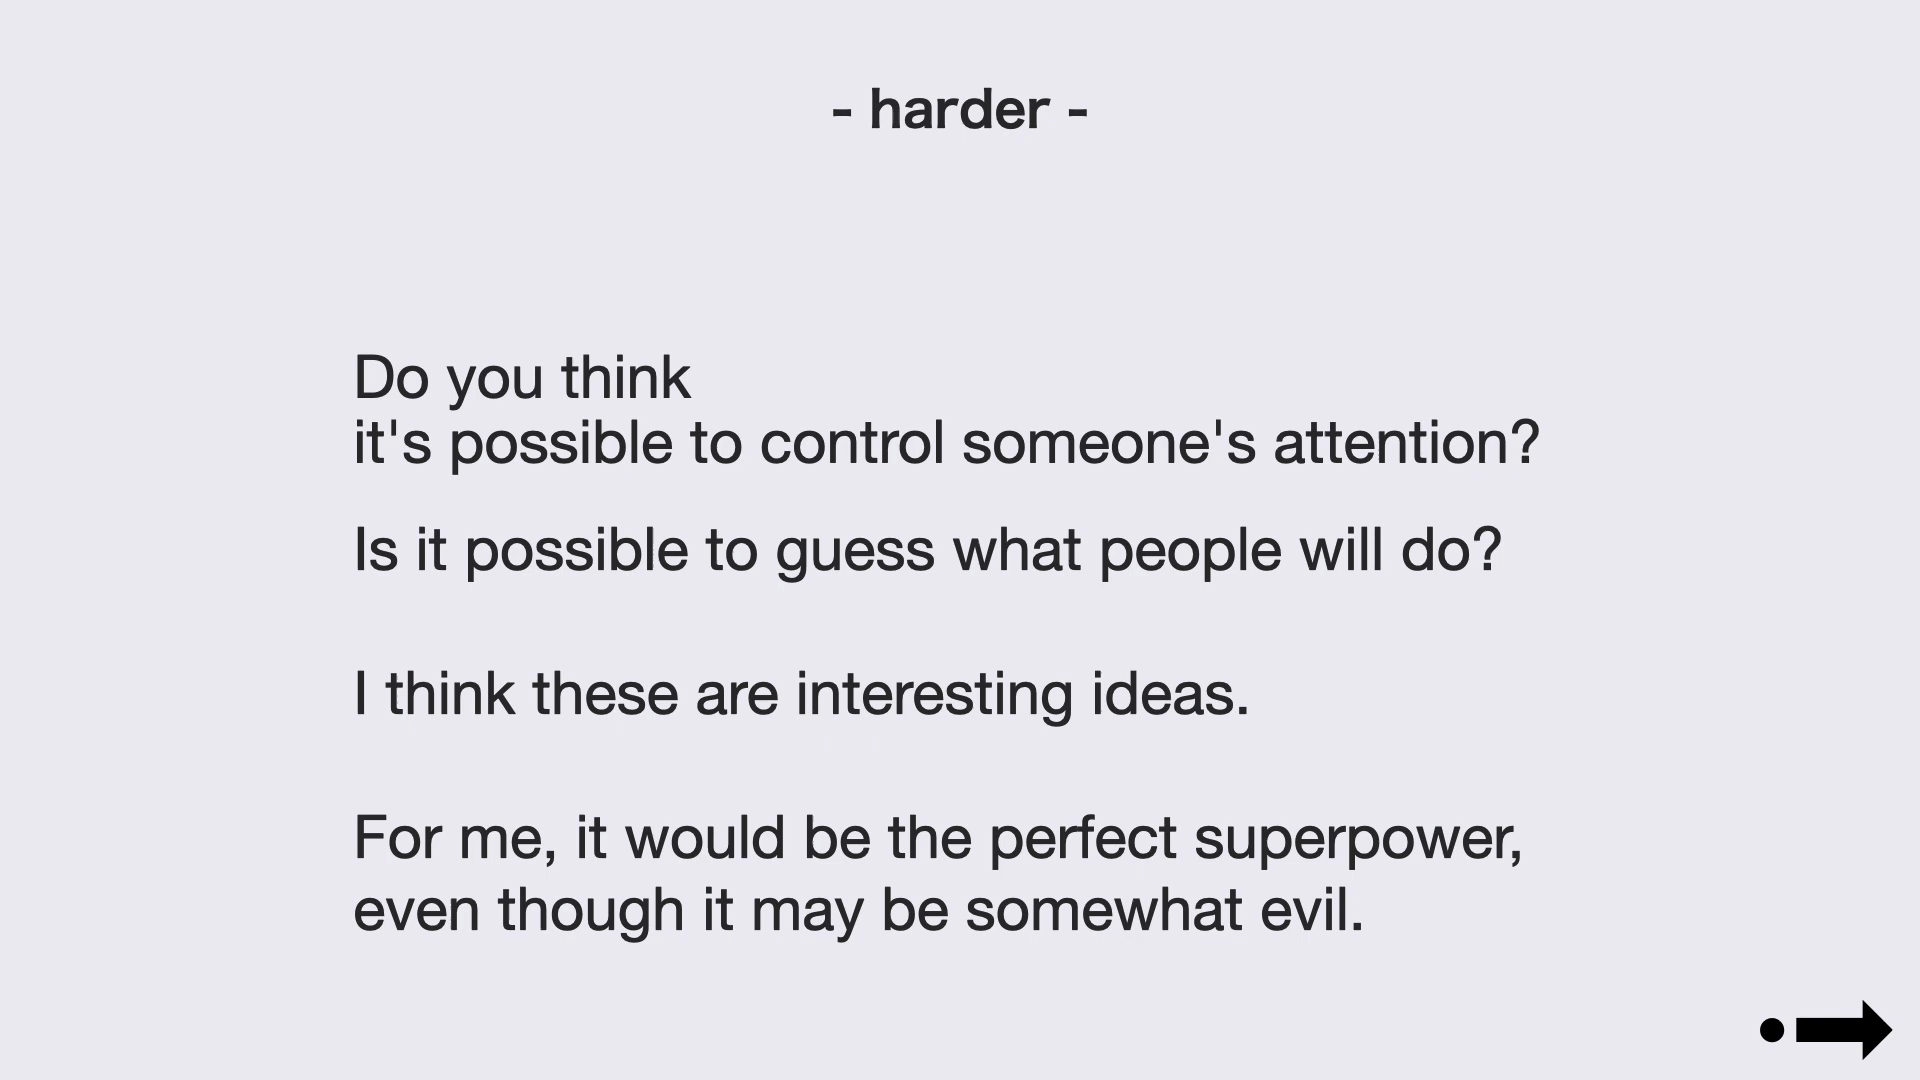 - harder -
Do you think
it's possible to control someone's attention?
Is it possible to guess what people will do?
I think these are interesting ideas.
For me, it would be the perfect superpower,
even though it may be somewhat evil.